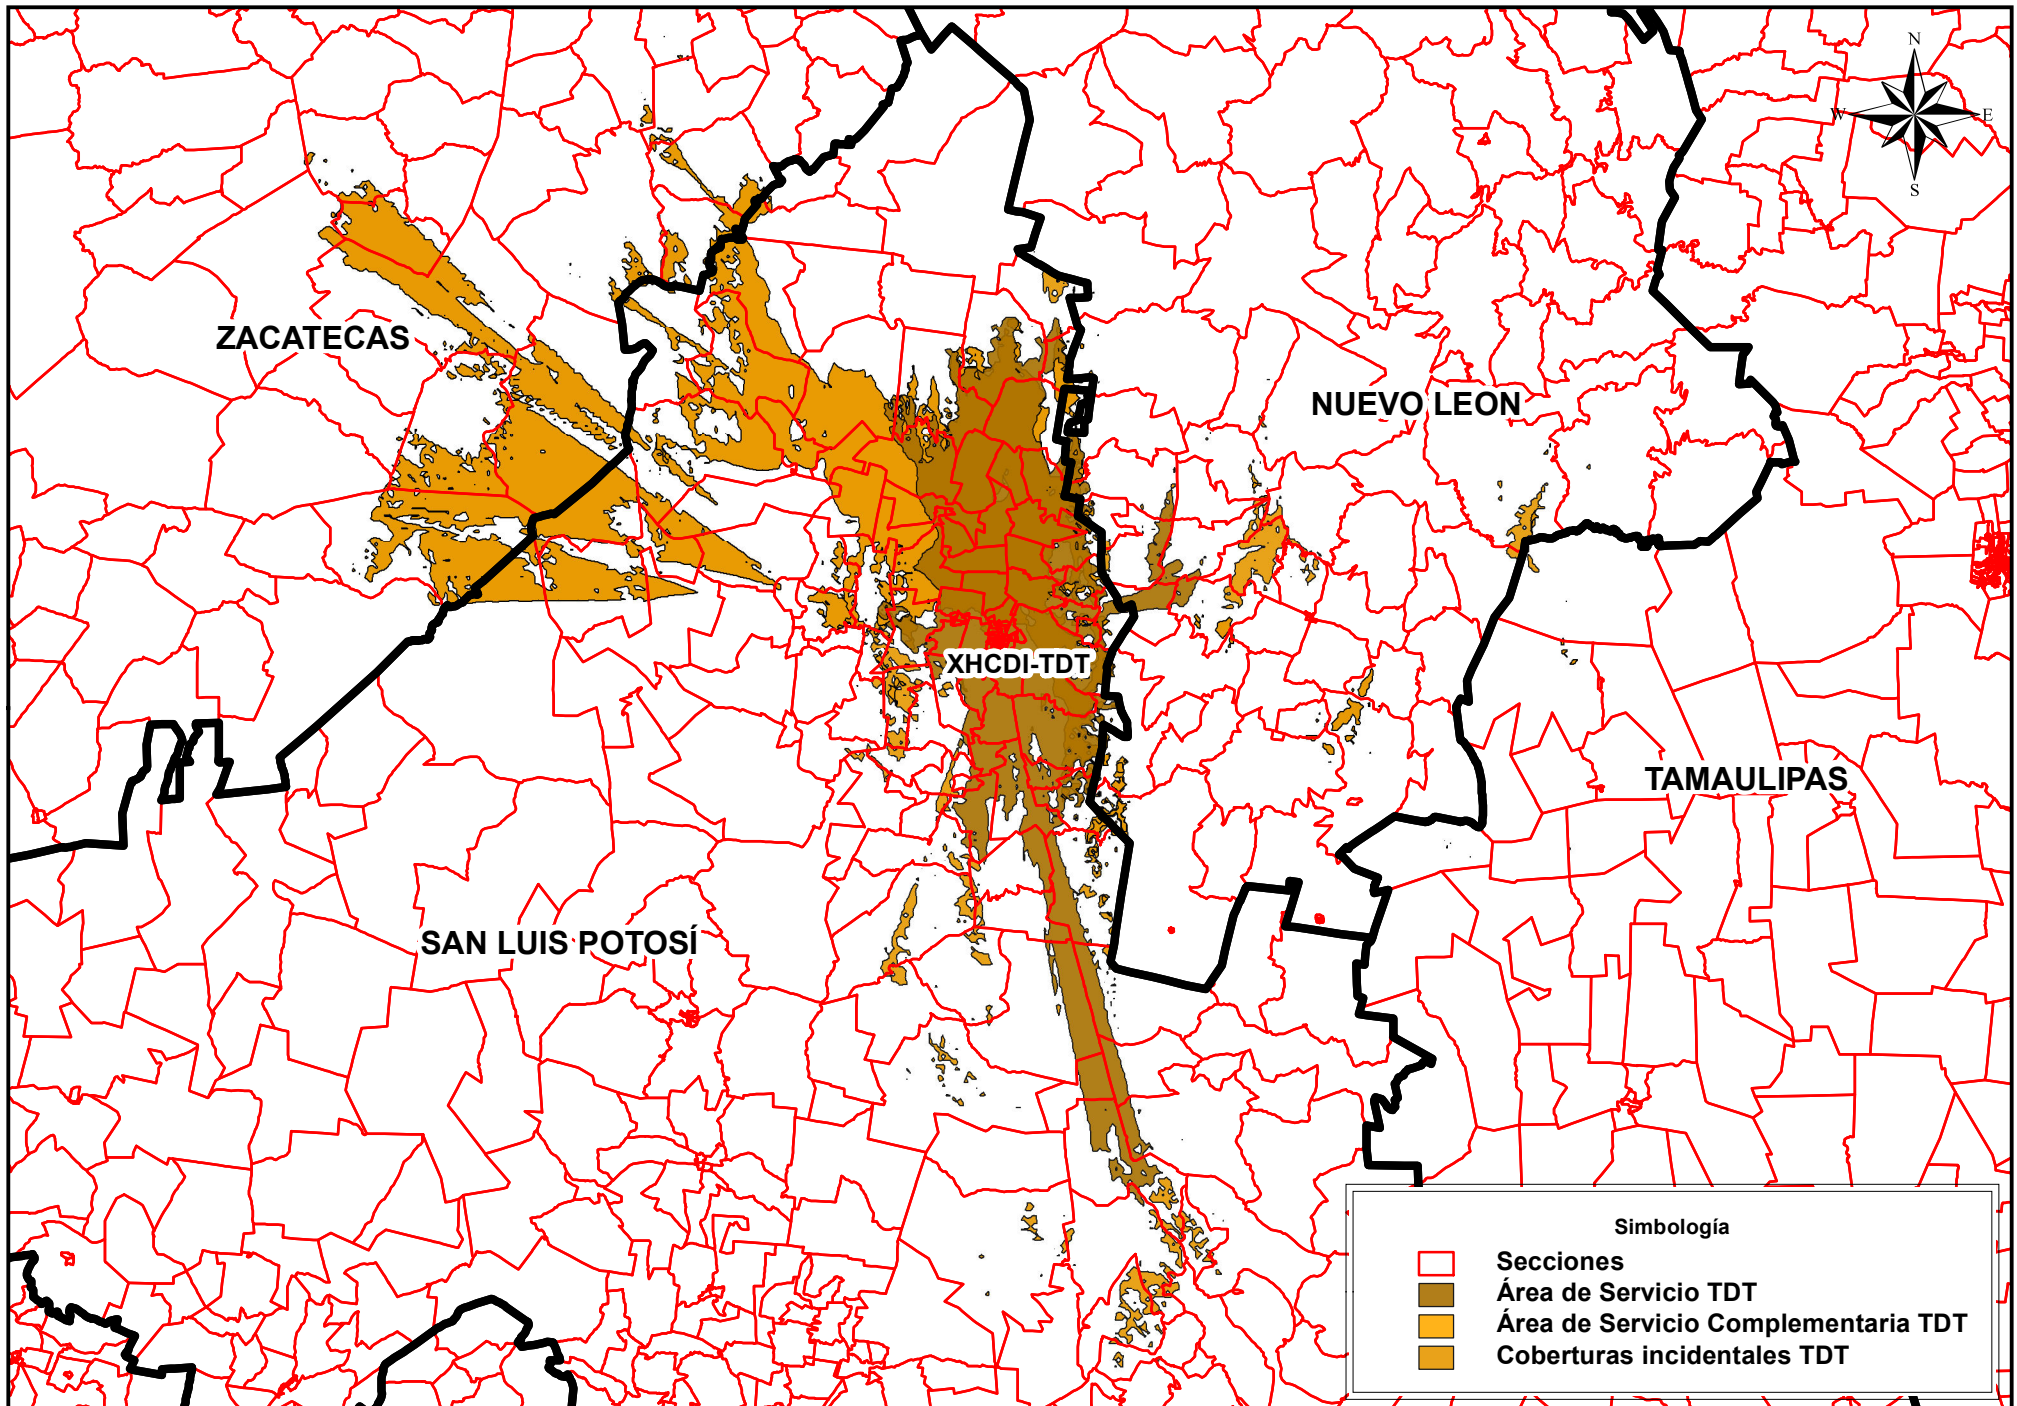 N
W E
S
ZACATECAS
NUEVO LEON
XHCDI-TDT
TAMAULIPAS
SAN LUIS POTOSÍ
Simbología
Secciones
Área de Servicio TDT
Área de Servicio Complementaria TDT
Coberturas incidentales TDT